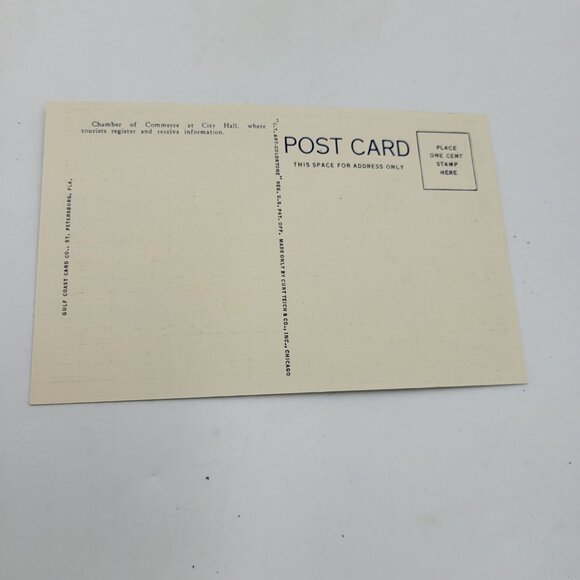 Chamber of Commerce at City Hall, where
tourists register and receive information.
GULF COAST CARD CO., ST. PETERSBURG, FLA.
"C.T. ART-COLORTONE" REG. U.S. PAT. OFF. MADE ONLY BY CURT TEICH & CO., INC., CHICAGO
POST CARD
THIS SPACE FOR ADDRESS ONLY
PLACE
ONE CENT
STAMP
HERE